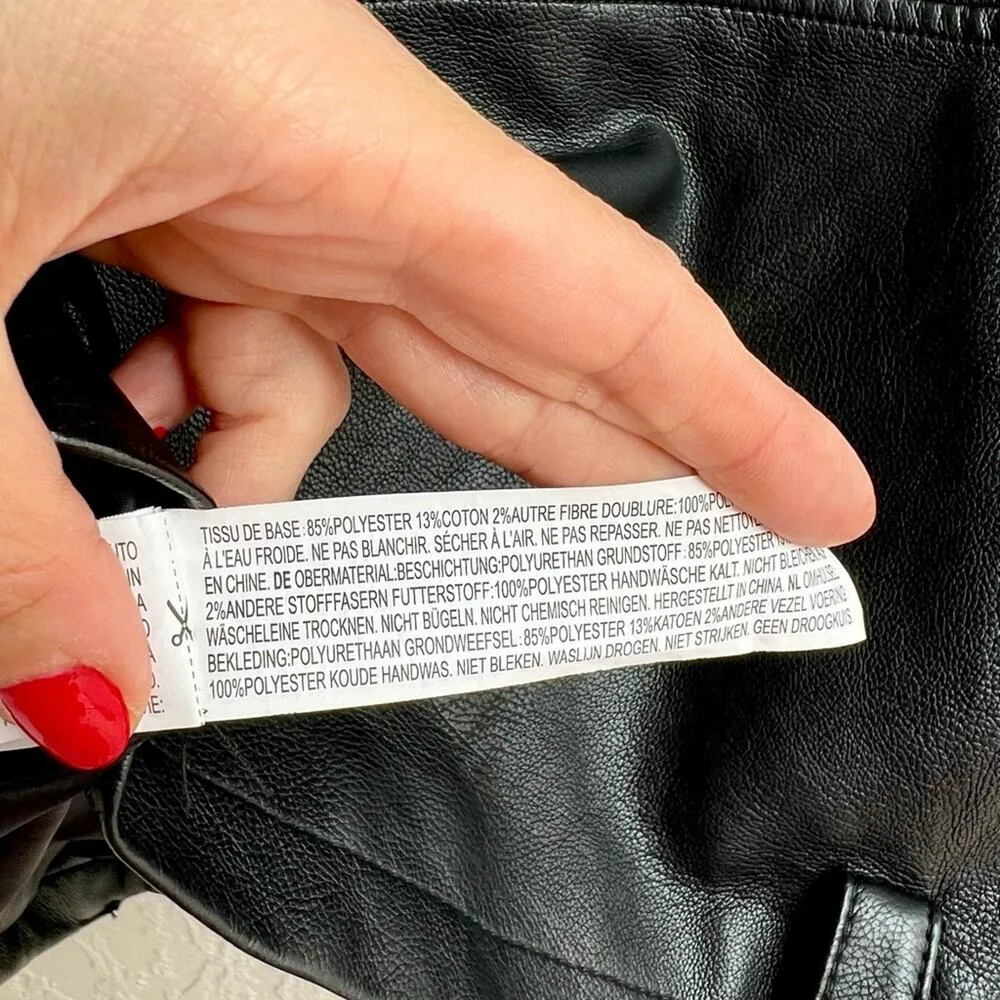 TISSU DE BASE:85%POLYESTER 13%COTON 2%AUTRE FIBRE DOUBLURE:100%
À L'EAU FROIDE. NE PAS BLANCHIR. SÉCHER À L'AIR. NE PAS REPASSER. NE PAS
EN CHINE. DE OBERMATERIAL:BESCHICHTUNG:POLYURETHAN GRUNDSTOFF:85%POLYESTER
2%ANDERE STOFFFASERN FUTTERSTOFF:100%POLYESTER HANDWÄSCHE KALT. NICHT
WÄSCHELEINE TROCKNEN. NICHT BÜGELN. NICHT CHEMISCH REINIGEN. HERGESTELLT IN CHINA. NL
BEKLEDING:POLYURETHAAN GRONDWEEFSEL:85%POLYESTER 13%KATOEN 2%ANDERE VEZEL VOERING
100%POLYESTER KOUDE HANDWAS. NIET BLEKEN. WASLIJN DROGEN. NIET STRIJKEN. GEEN DROOGKUIS